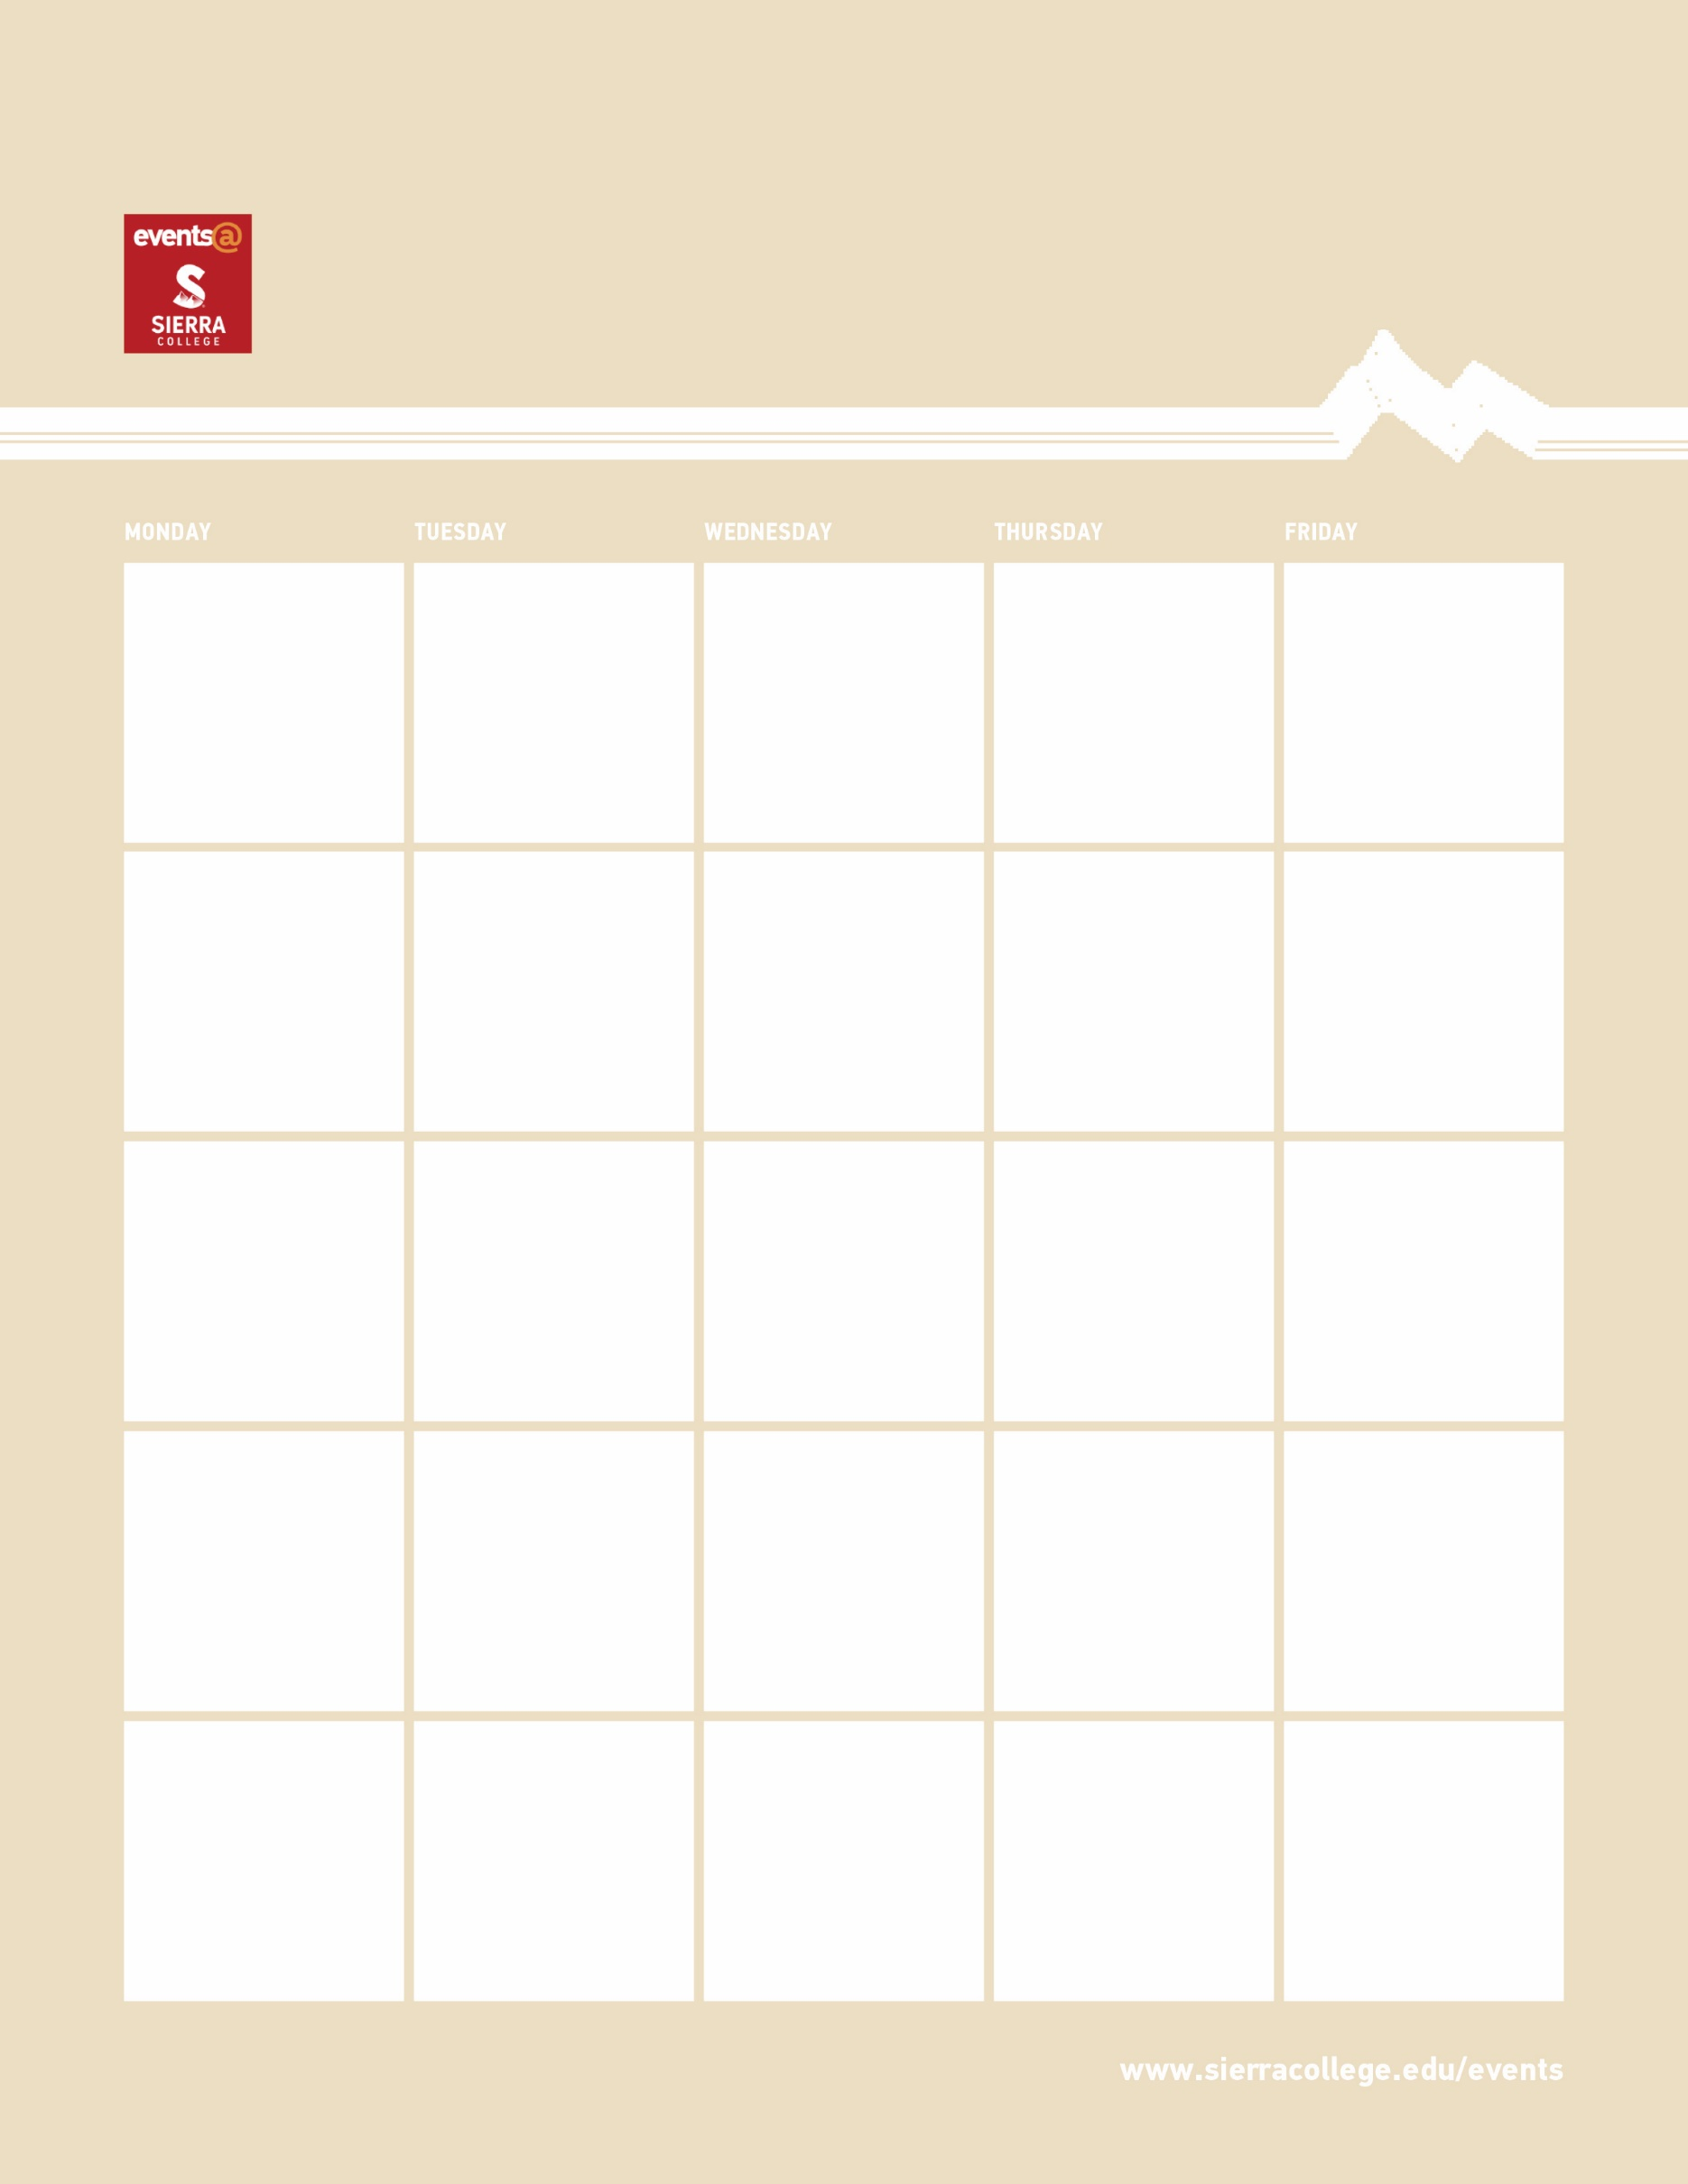 events@
SIERRA
COLLEGE
MONDAY TUESDAY WEDNESDAY THURSDAY FRIDAY
www.sierracollege.edu/events